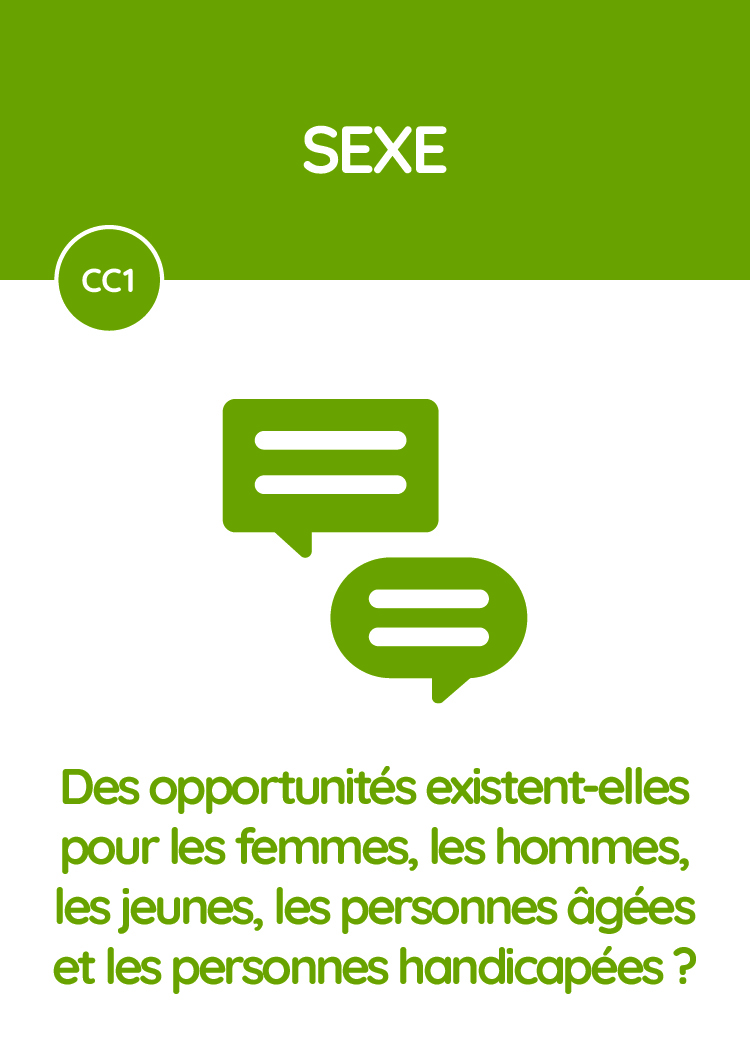 SEXE
CC1
Des opportunités existent-elles
pour les femmes, les hommes,
les jeunes, les personnes âgées
et les personnes handicapées ?